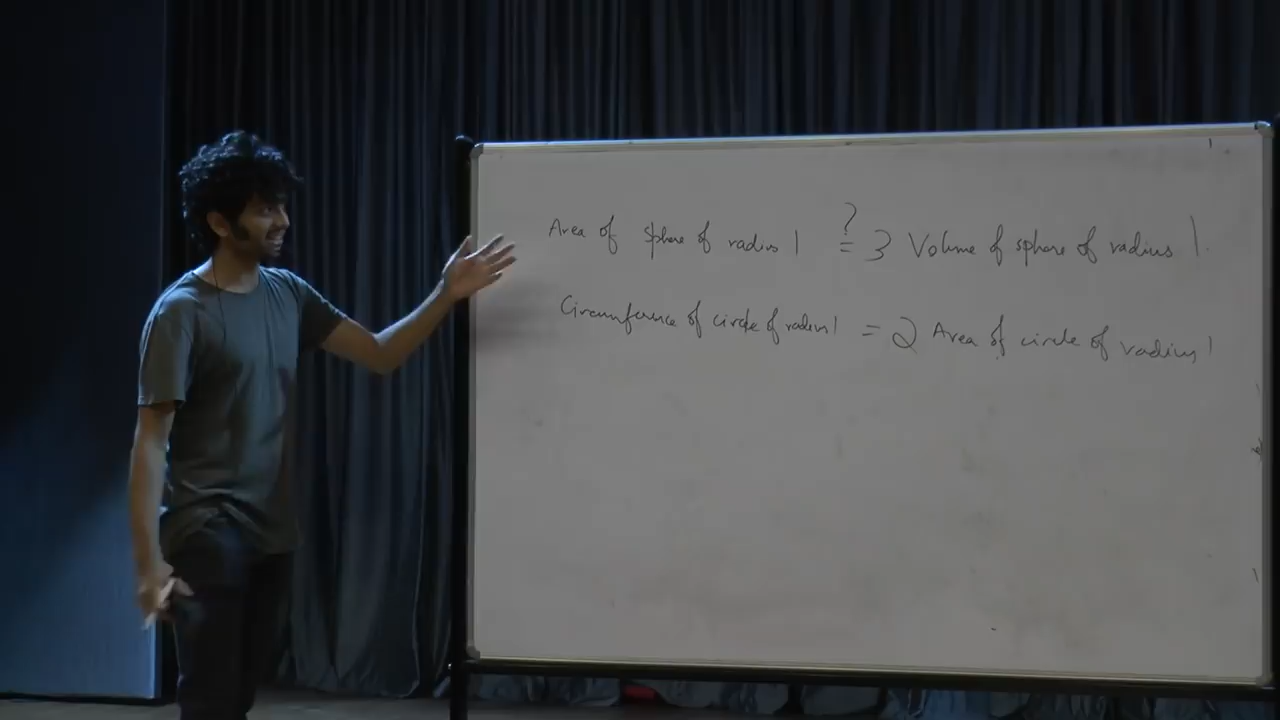 Area of sphere of radius 1 ?= 3 Volume of sphere of radius 1.
Circumference of circle of radius 1 = 2 Area of circle of radius 1